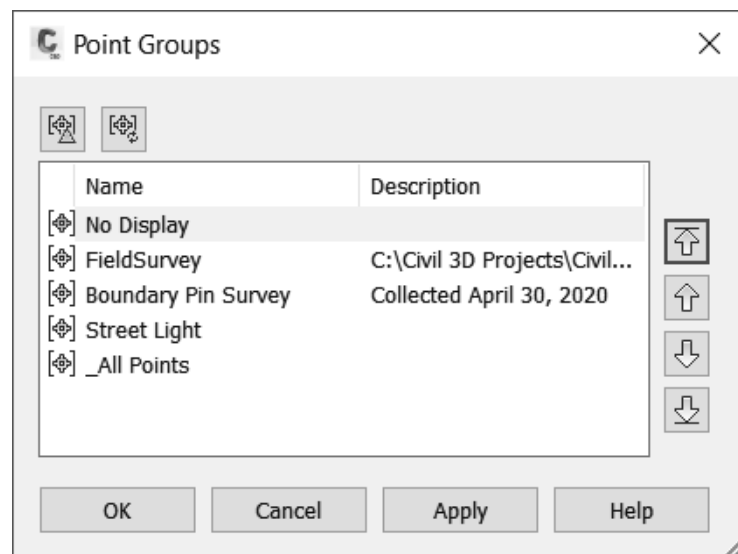 Point Groups
Name Description
No Display
FieldSurvey C:\Civil 3D Projects\Civil...
Boundary Pin Survey Collected April 30, 2020
Street Light
_All Points
OK Cancel Apply Help